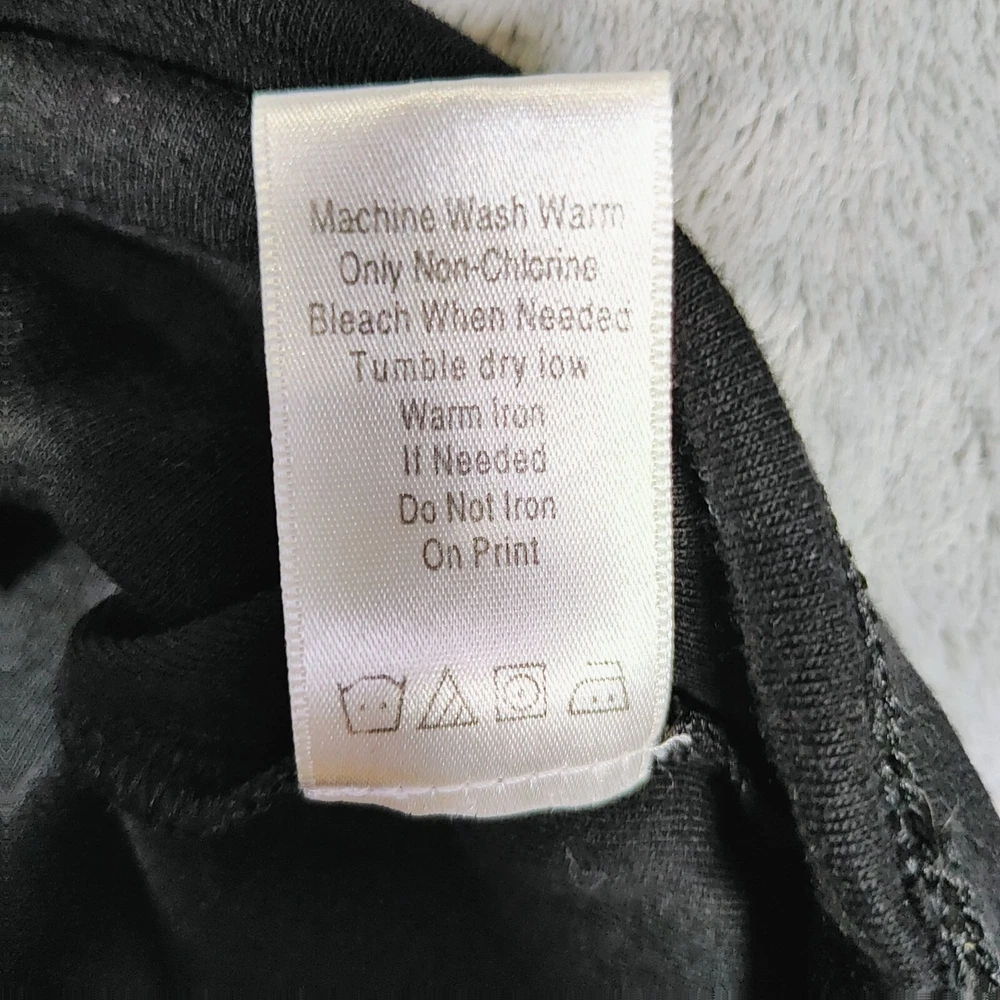 Machine Wash Warm
Only Non-Chlorine
Bleach When Needed
Tumble dry low
Warm Iron
If Needed
Do Not Iron
On Print